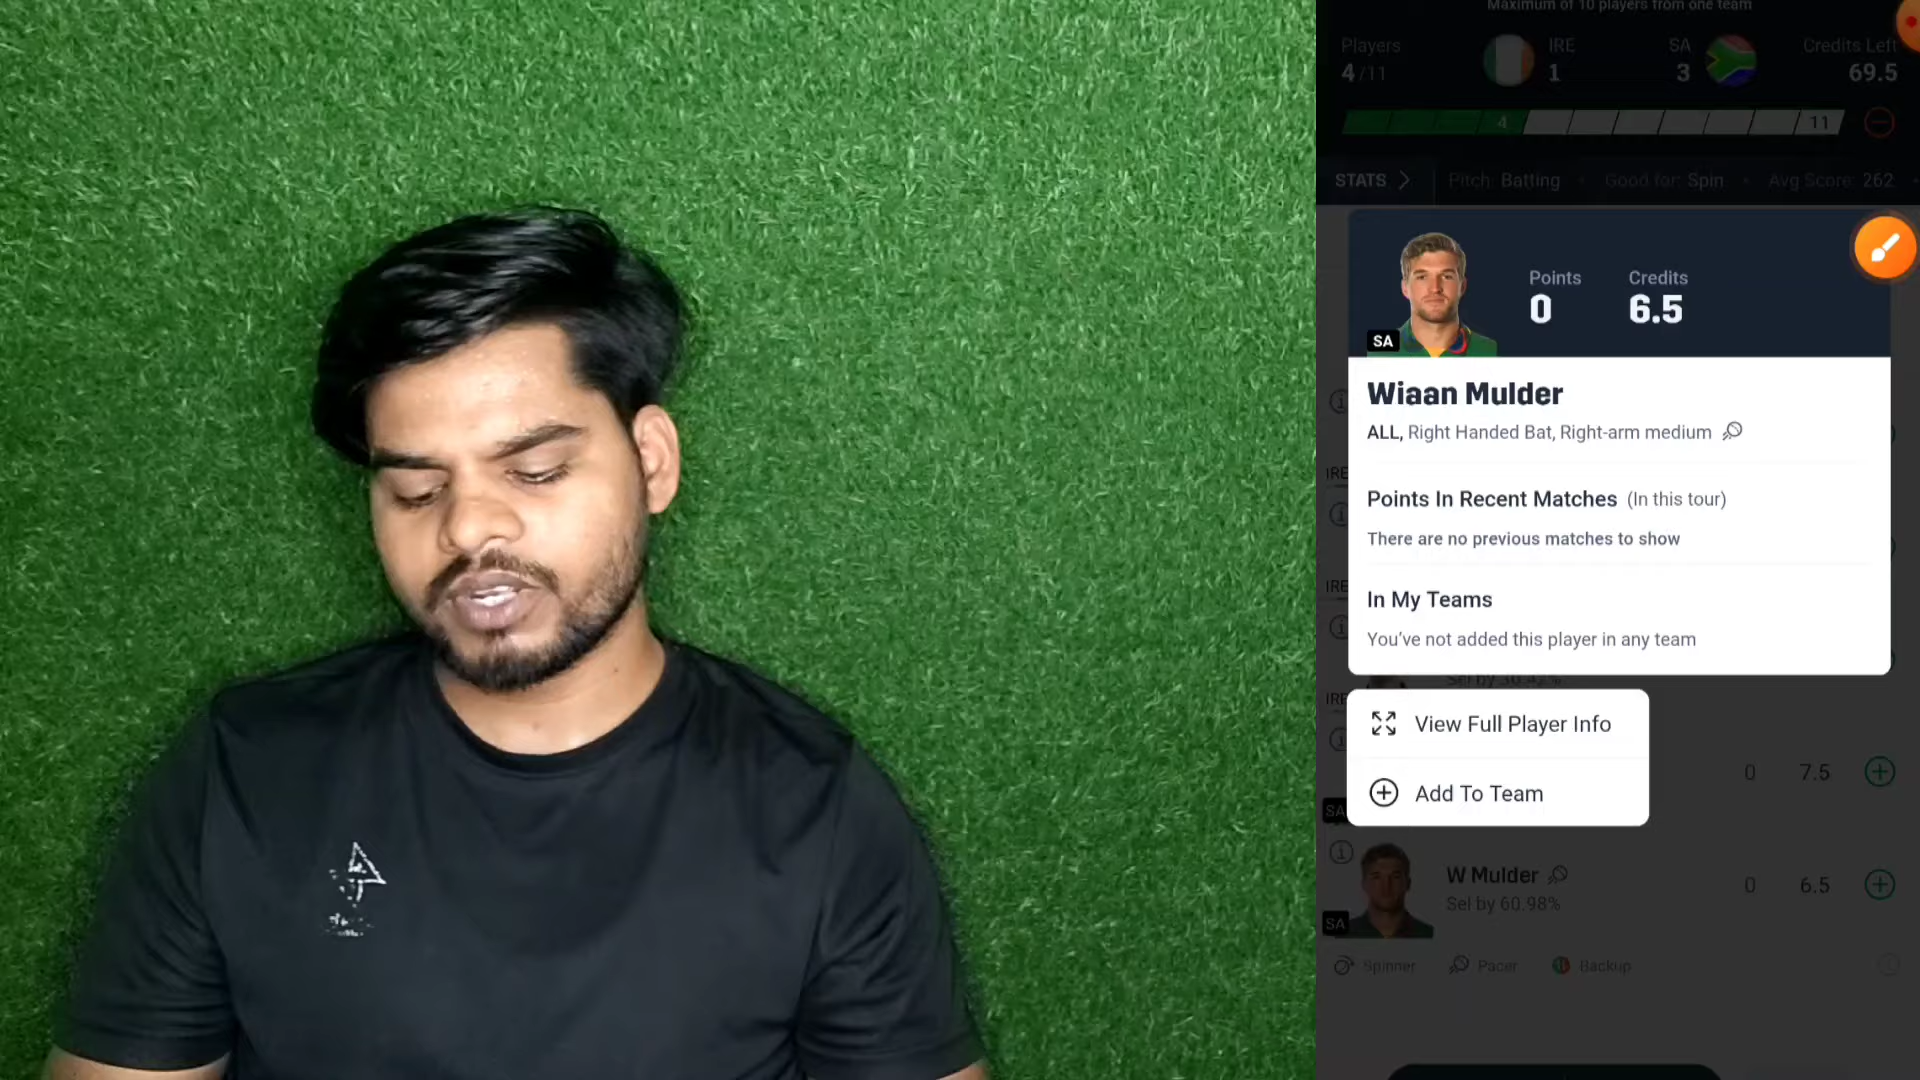 Maximum of 10 players from one team
Players IRE SA Credits Left
4/11 1 3 69.5
4 11
STATS Pitch: Batting Good for: Spin Avg Score: 262
Points Credits
0 6.5
SA
Wiaan Mulder
ALL, Right Handed Bat, Right-arm medium
Points In Recent Matches (In this tour)
There are no previous matches to show
In My Teams
You've not added this player in any team
Sel by 30.42%
IRE
IRE
IRE
View Full Player Info
0 7.5
Add To Team
SA
W Mulder
0 6.5
Sel by 60.98%
SA
Spinner Pacer Backup